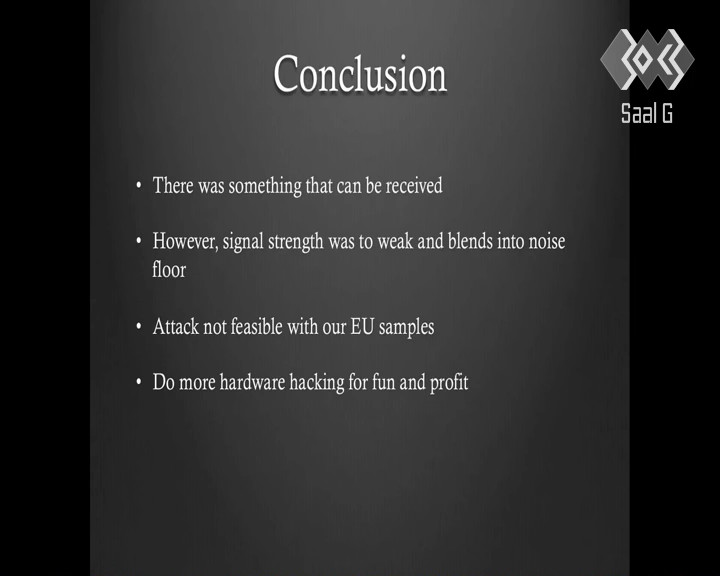 Conclusion
Saal G
• There was something that can be received
• However, signal strength was to weak and blends into noise
floor
• Attack not feasible with our EU samples
• Do more hardware hacking for fun and profit